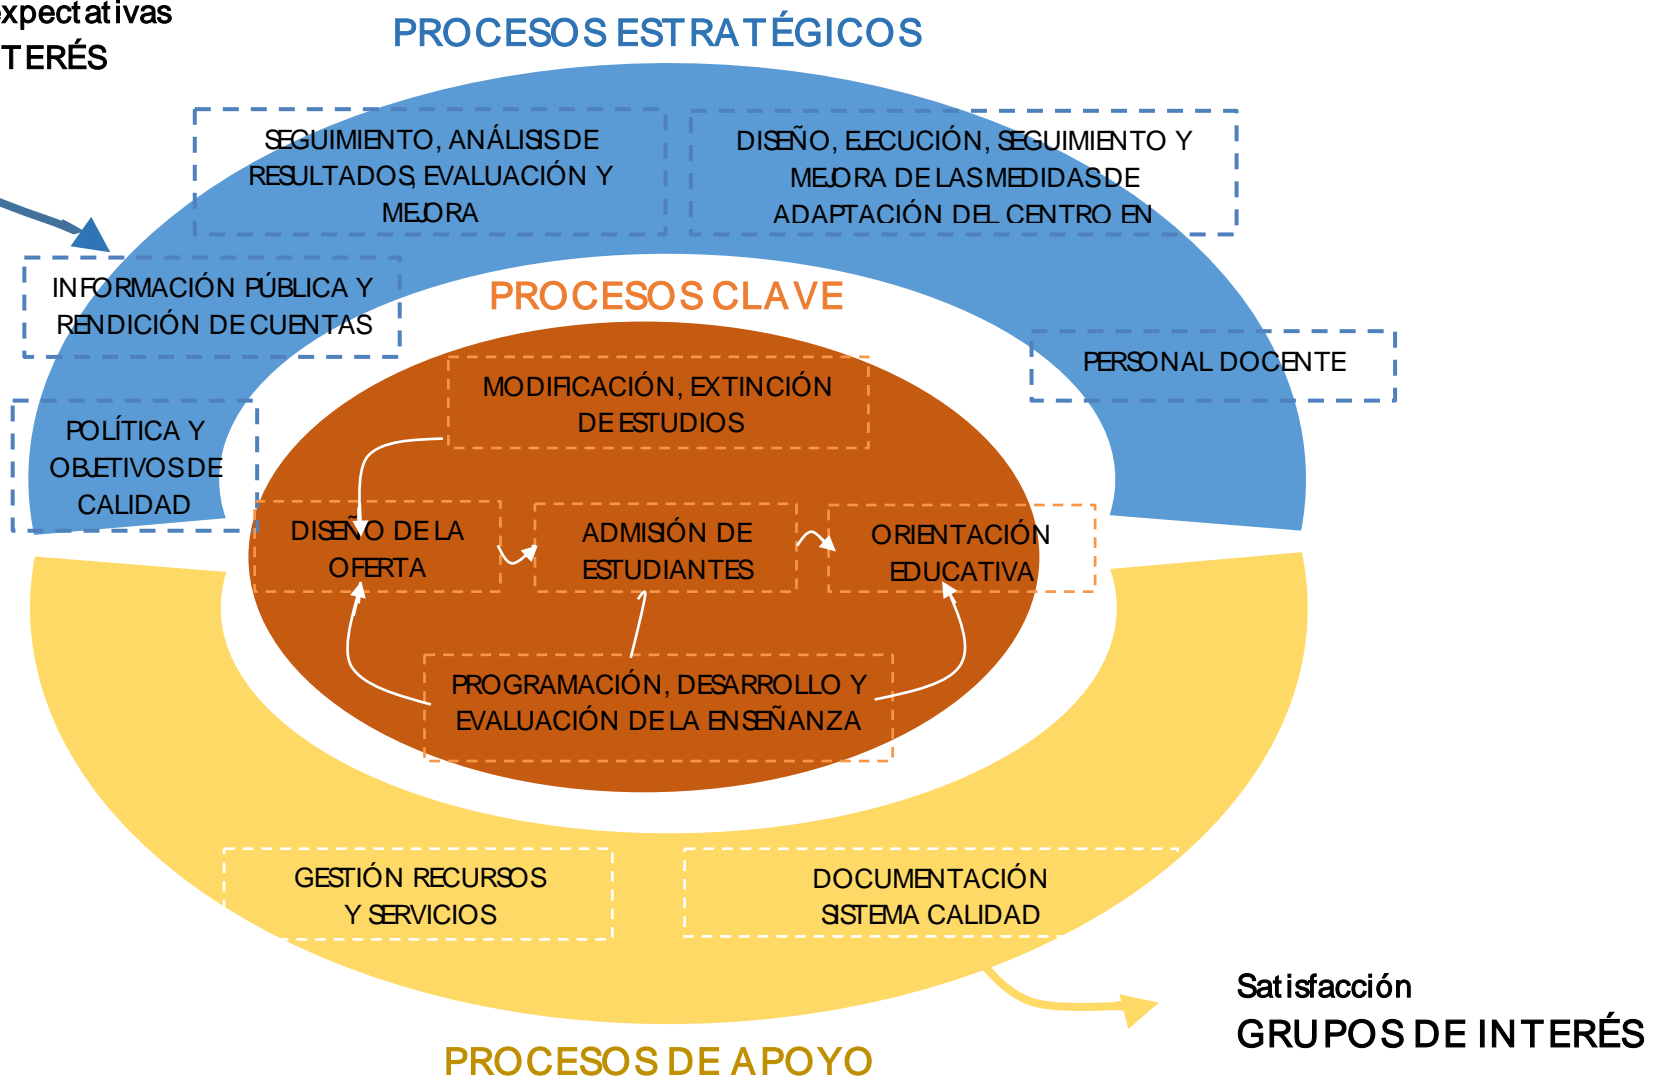 expectativas
TERÉS
PROCESOS ESTRATÉGICOS
SEGUIMIENTO, ANÁLISIS DE
RESULTADOS, EVALUACIÓN Y
MEJORA
DISEÑO, EJECUCIÓN, SEGUIMIENTO Y
MEJORA DE LAS MEDIDAS DE
ADAPTACIÓN DEL CENTRO EN
INFORMACIÓN PÚBLICA Y
RENDICIÓN DE CUENTAS
PROCESOS CLAVE
PERSONAL DOCENTE
MODIFICACIÓN, EXTINCIÓN
DE ESTUDIOS
POLÍTICA Y
OBJETIVOS DE
CALIDAD
DISEÑO DE LA
OFERTA
ADMISIÓN DE
ESTUDIANTES
ORIENTACIÓN
EDUCATIVA
PROGRAMACIÓN, DESARROLLO Y
EVALUACIÓN DE LA ENSEÑANZA
GESTIÓN RECURSOS
Y SERVICIOS
DOCUMENTACIÓN
SISTEMA CALIDAD
Satisfacción
GRUPOS DE INTERÉS
PROCESOS DE APOYO